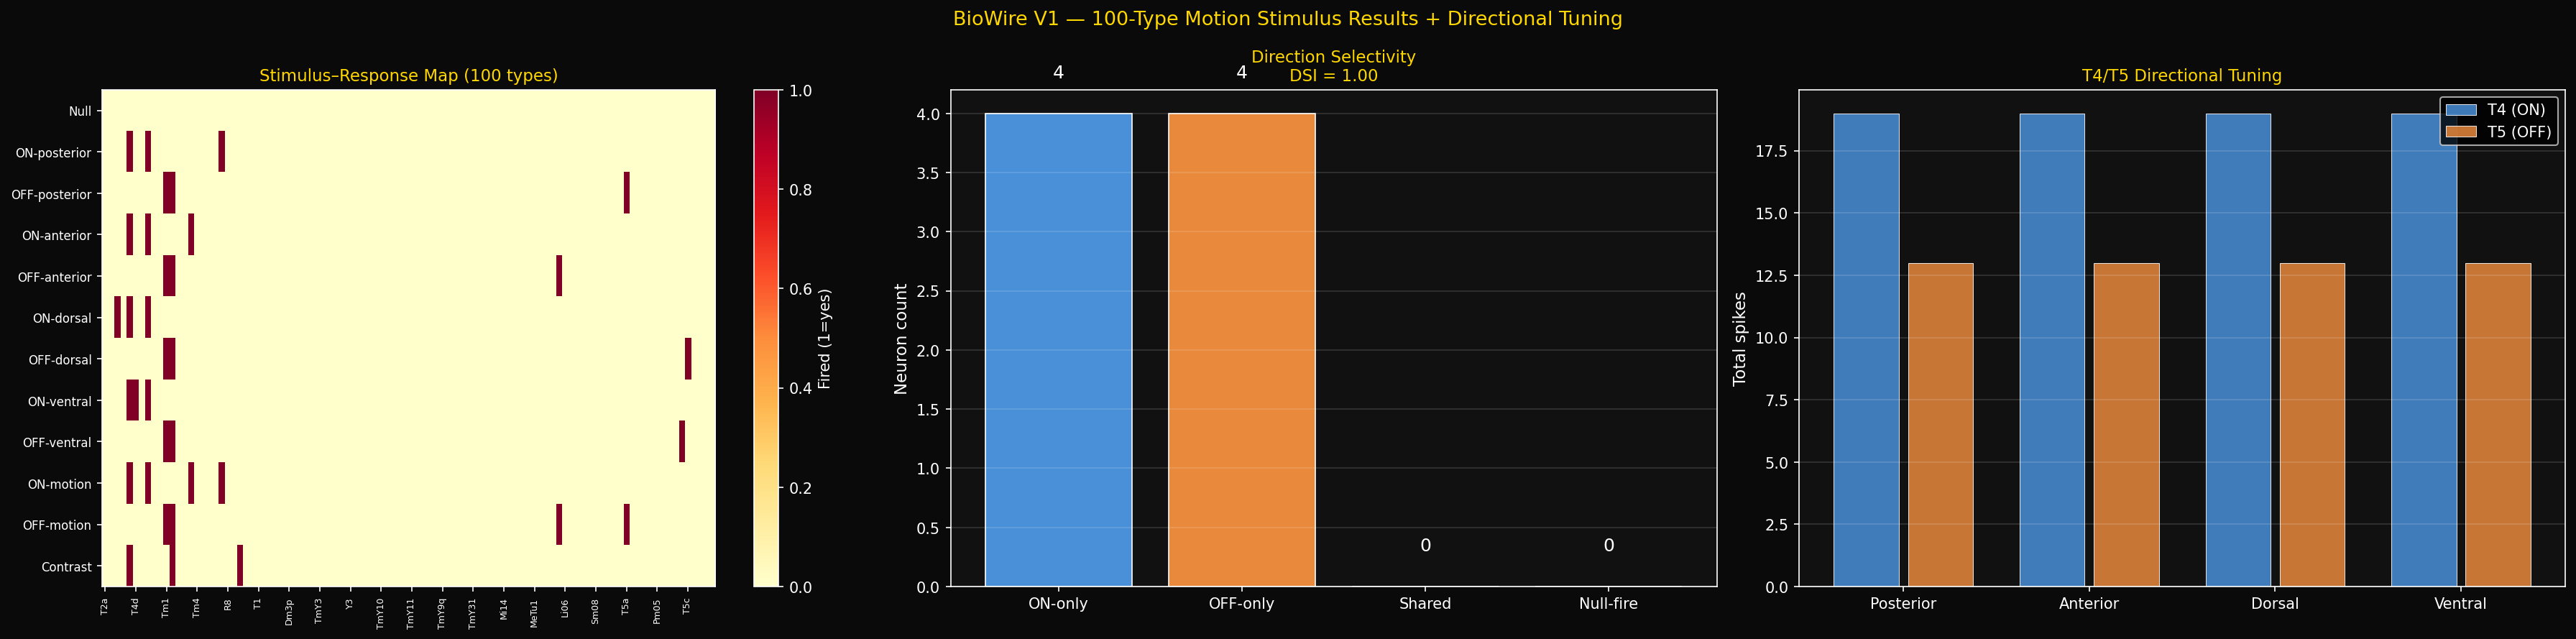 BioWire V1 — 100-Type Motion Stimulus Results + Directional Tuning
Stimulus–Response Map (100 types)
Null
ON-posterior
OFF-posterior
ON-anterior
OFF-anterior
ON-dorsal
OFF-dorsal
ON-ventral
OFF-ventral
ON-motion
OFF-motion
Contrast
T2a
T4d
Tm1
Tm4
R8
T1
Dm3p
TmY3
Y3
TmY10
TmY11
TmY9q
TmY31
Mi14
MeTu1
Li06
Sm08
T5a
Pm05
T5c
1.0
0.8
0.6
0.4
0.2
0.0
Fired (1=yes)
Direction Selectivity
DSI = 1.00
4
4
0
0
4.0
3.5
3.0
2.5
2.0
1.5
1.0
0.5
0.0
Neuron count
ON-only
OFF-only
Shared
Null-fire
T4/T5 Directional Tuning
T4 (ON)
T5 (OFF)
17.5
15.0
12.5
10.0
7.5
5.0
2.5
0.0
Total spikes
Posterior
Anterior
Dorsal
Ventral